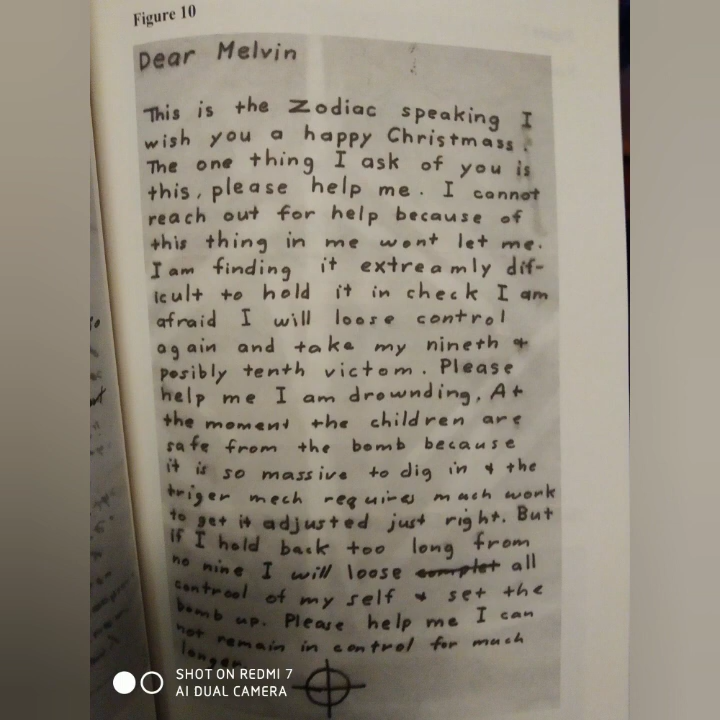 Figure 10
Dear Melvin
This is the Zodiac speaking I
wish you a happy Christmass.
The one thing I ask of you is
this, please help me. I cannot
reach out for help because of
this thing in me wont let me.
I am finding it extreamly dif-
icult to hold it in check I am
afraid I will loose control
again and take my nineth &
posibly tenth victom. Please
help me I am drownding. At
the moment the children are
safe from the bomb because
it is so massive to dig in & the
triger mech requires much work
to get it adjusted just right. But
if I hold back too long from
no nine I will loose complet all
controol of my self & set the
bomb up. Please help me I can
not remain in control for much
longer.
SHOT ON REDMI 7
AI DUAL CAMERA